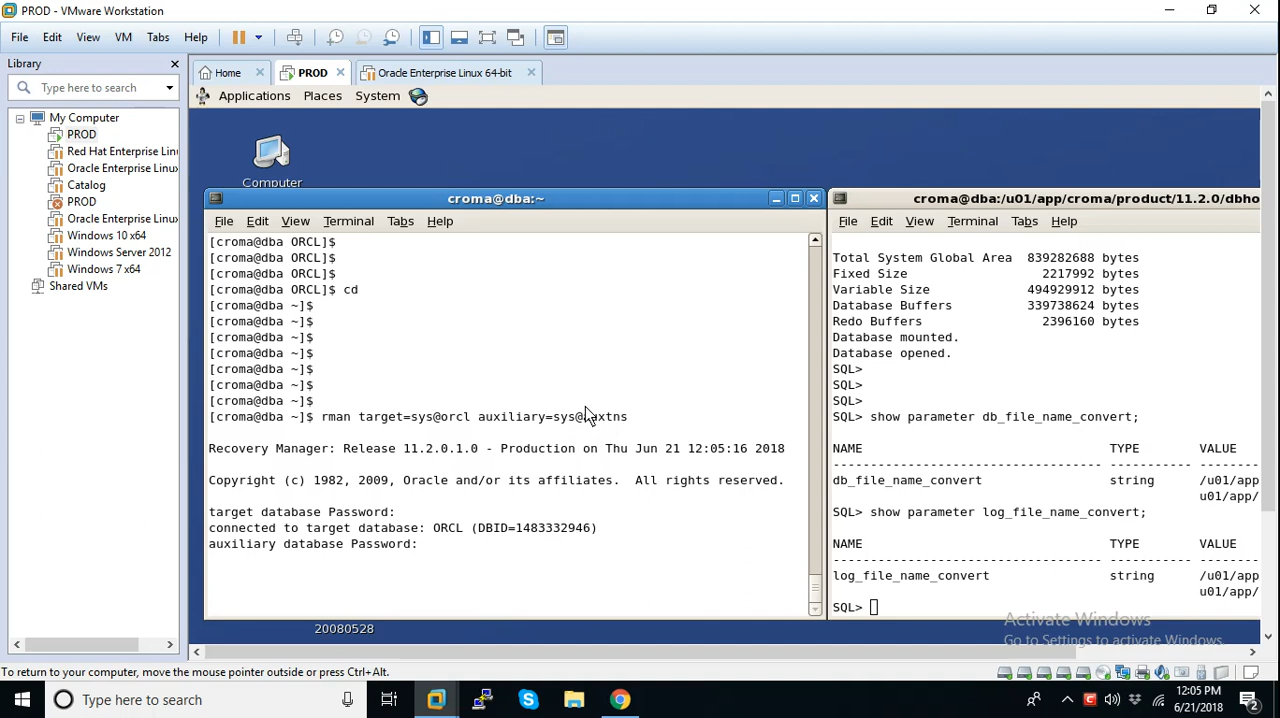 PROD - VMware Workstation
File Edit View VM Tabs Help
Library
Type here to search
My Computer
PROD
Red Hat Enterprise Lin
Oracle Enterprise Linux
Catalog
PROD
Oracle Enterprise Linux
Windows 10 x64
Windows Server 2012
Windows 7 x64
Shared VMs
Home PROD Oracle Enterprise Linux 64-bit
Applications Places System
Computer
croma@dba:~
File Edit View Terminal Tabs Help
[croma@dba ORCL]$
[croma@dba ORCL]$
[croma@dba ORCL]$
[croma@dba ORCL]$ cd
[croma@dba ~]$
[croma@dba ~]$
[croma@dba ~]$
[croma@dba ~]$
[croma@dba ~]$
[croma@dba ~]$
[croma@dba ~]$
[croma@dba ~]$ rman target=sys@orcl
Recovery Manager: Release 11.2.0.1.0 - Production on Thu Jun 21 12:05:16 2018
Copyright (c) 1982, 2009, Oracle and/or its affiliates. All rights reserved.
target database Password:
connected to target database: ORCL (DBID=1483332946)
auxiliary database Password:
20080528
croma@dba:/u01/app/croma/product/11.2.0/dbho
File Edit View Terminal Tabs Help
Total System Global Area 839282688 bytes
Fixed Size 2217992 bytes
Variable Size 494929912 bytes
Database Buffers 339738624 bytes
Redo Buffers 2396160 bytes
Database mounted.
Database opened.
SQL>
SQL>
SQL>
SQL> show parameter db_file_name_convert;
NAME TYPE VALUE
------------------------------------ ----------- --------
db_file_name_convert string /u01/app
u01/app/
SQL> show parameter log_file_name_convert;
NAME TYPE VALUE
------------------------------------ ----------- --------
log_file_name_convert string /u01/app
u01/app/
SQL>
Activate Windows
Go to Settings to activate Windows.
To return to your computer, move the mouse pointer outside or press Ctrl+Alt.
Type here to search
12:05 PM
6/21/2018
2